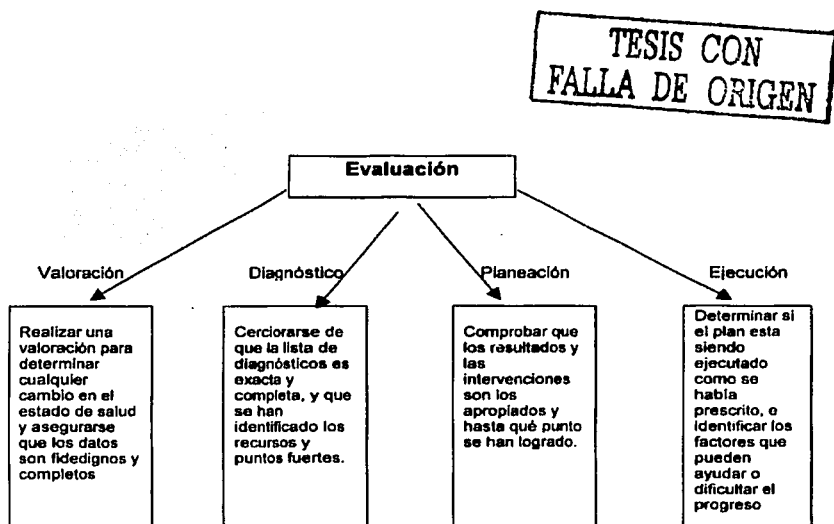 TESIS CON
FALLA DE ORIGEN
Evaluación
Valoración
Diagnóstico
Planeación
Ejecución
Realizar una
valoración para
determinar
cualquier
cambio en el
estado de salud
y asegurarse
que los datos
son fidedignos y
completos
Cerciorarse de
que la lista de
diagnósticos es
exacta y
completa, y que
se han
identificado los
recursos y
puntos fuertes.
Comprobar que
los resultados y
las
intervenciones
son los
apropiados y
hasta qué punto
se han logrado.
Determinar si
el plan esta
siendo
ejecutado
como se
había
prescrito, e
identificar los
factores que
pueden
ayudar o
dificultar el
progreso